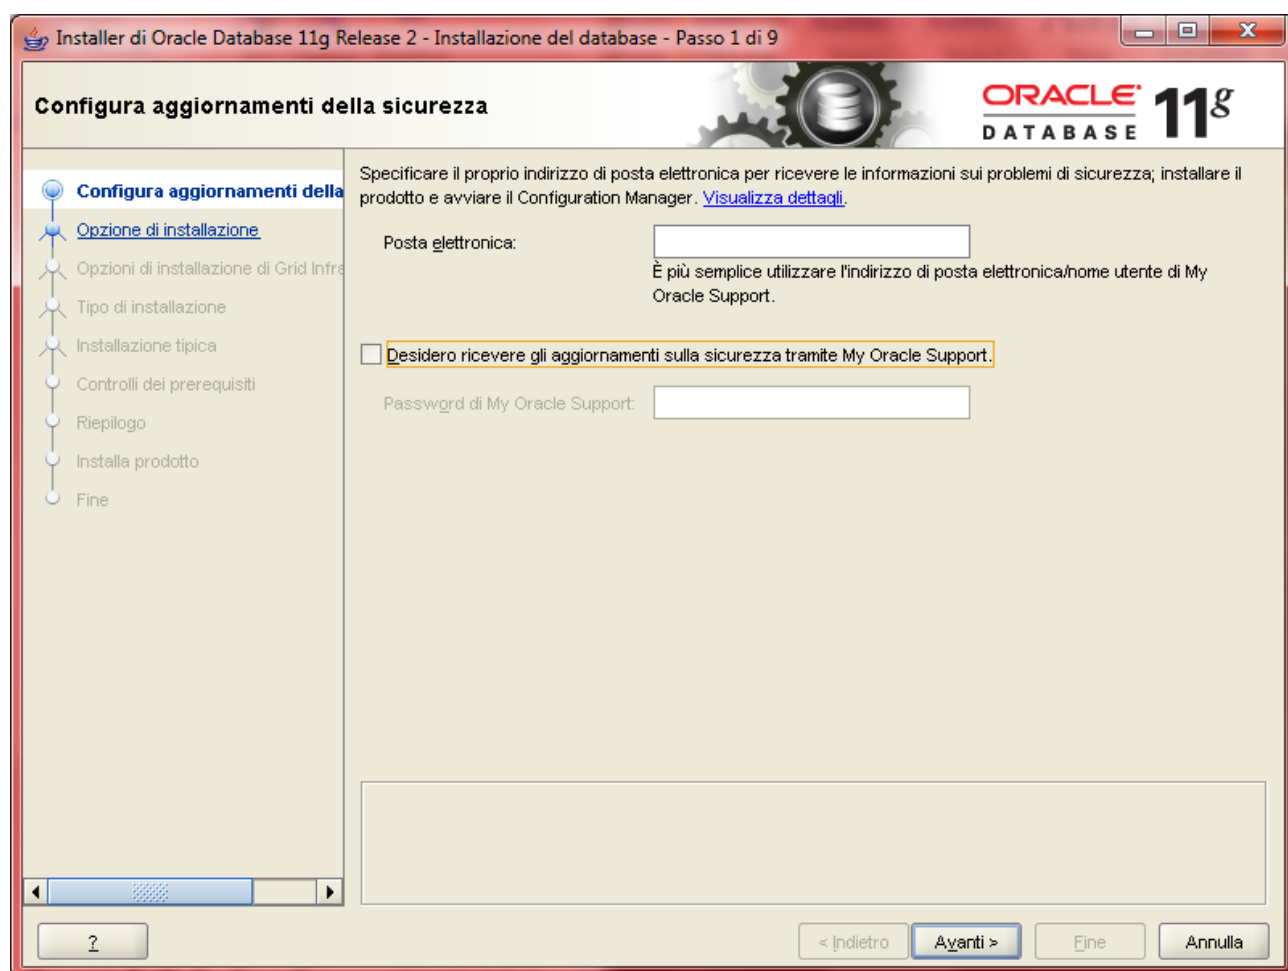 Installer di Oracle Database 11g Release 2 - Installazione del database - Passo 1 di 9
Configura aggiornamenti della sicurezza
ORACLE
DATABASE
11g
Configura aggiornamenti della
Opzione di installazione
Opzioni di installazione di Grid Infra
Tipo di installazione
Installazione tipica
Controlli dei prerequisiti
Riepilogo
Installa prodotto
Fine
Specificare il proprio indirizzo di posta elettronica per ricevere le informazioni sui problemi di sicurezza; installare il
prodotto e avviare il Configuration Manager. Visualizza dettagli.
Posta elettronica:
È più semplice utilizzare l'indirizzo di posta elettronica/nome utente di My
Oracle Support.
Desidero ricevere gli aggiornamenti sulla sicurezza tramite My Oracle Support.
Password di My Oracle Support:
?
< Indietro
Avanti >
Fine
Annulla